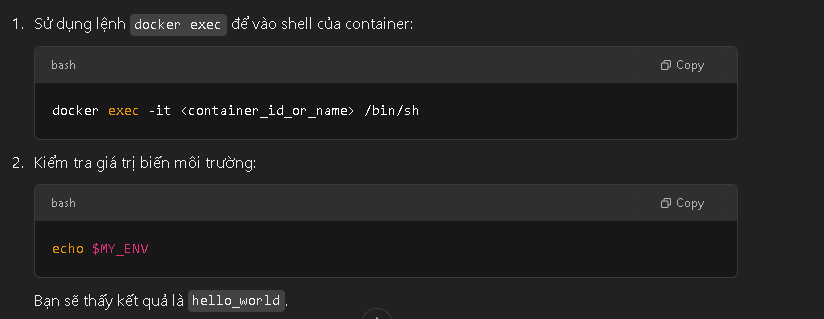 1. Sử dụng lệnh docker exec để vào shell của container:
bash Copy
docker exec -it <container_id_or_name> /bin/sh
2. Kiểm tra giá trị biến môi trường:
bash Copy
echo $MY_ENV
Bạn sẽ thấy kết quả là hello_world.